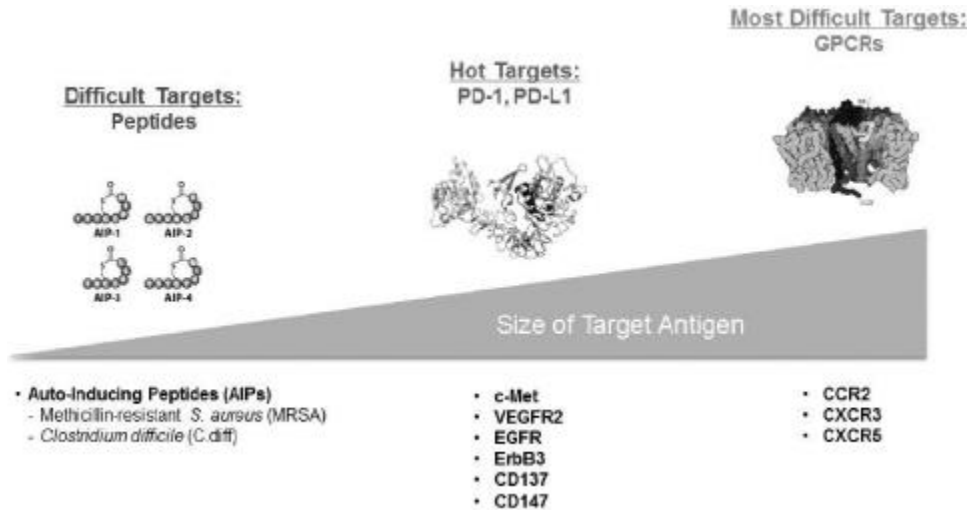 Most Difficult Targets:
GPCRs
Hot Targets:
PD-1, PD-L1
Difficult Targets:
Peptides
AIP-1 AIP-2
AIP-3 AIP-4
Size of Target Antigen
• Auto-Inducing Peptides (AIPs)
- Methicillin-resistant S. aureus (MRSA)
- Clostridium difficile (C.diff)
• c-Met
• VEGFR2
• EGFR
• ErbB3
• CD137
• CD147
• CCR2
• CXCR3
• CXCR5